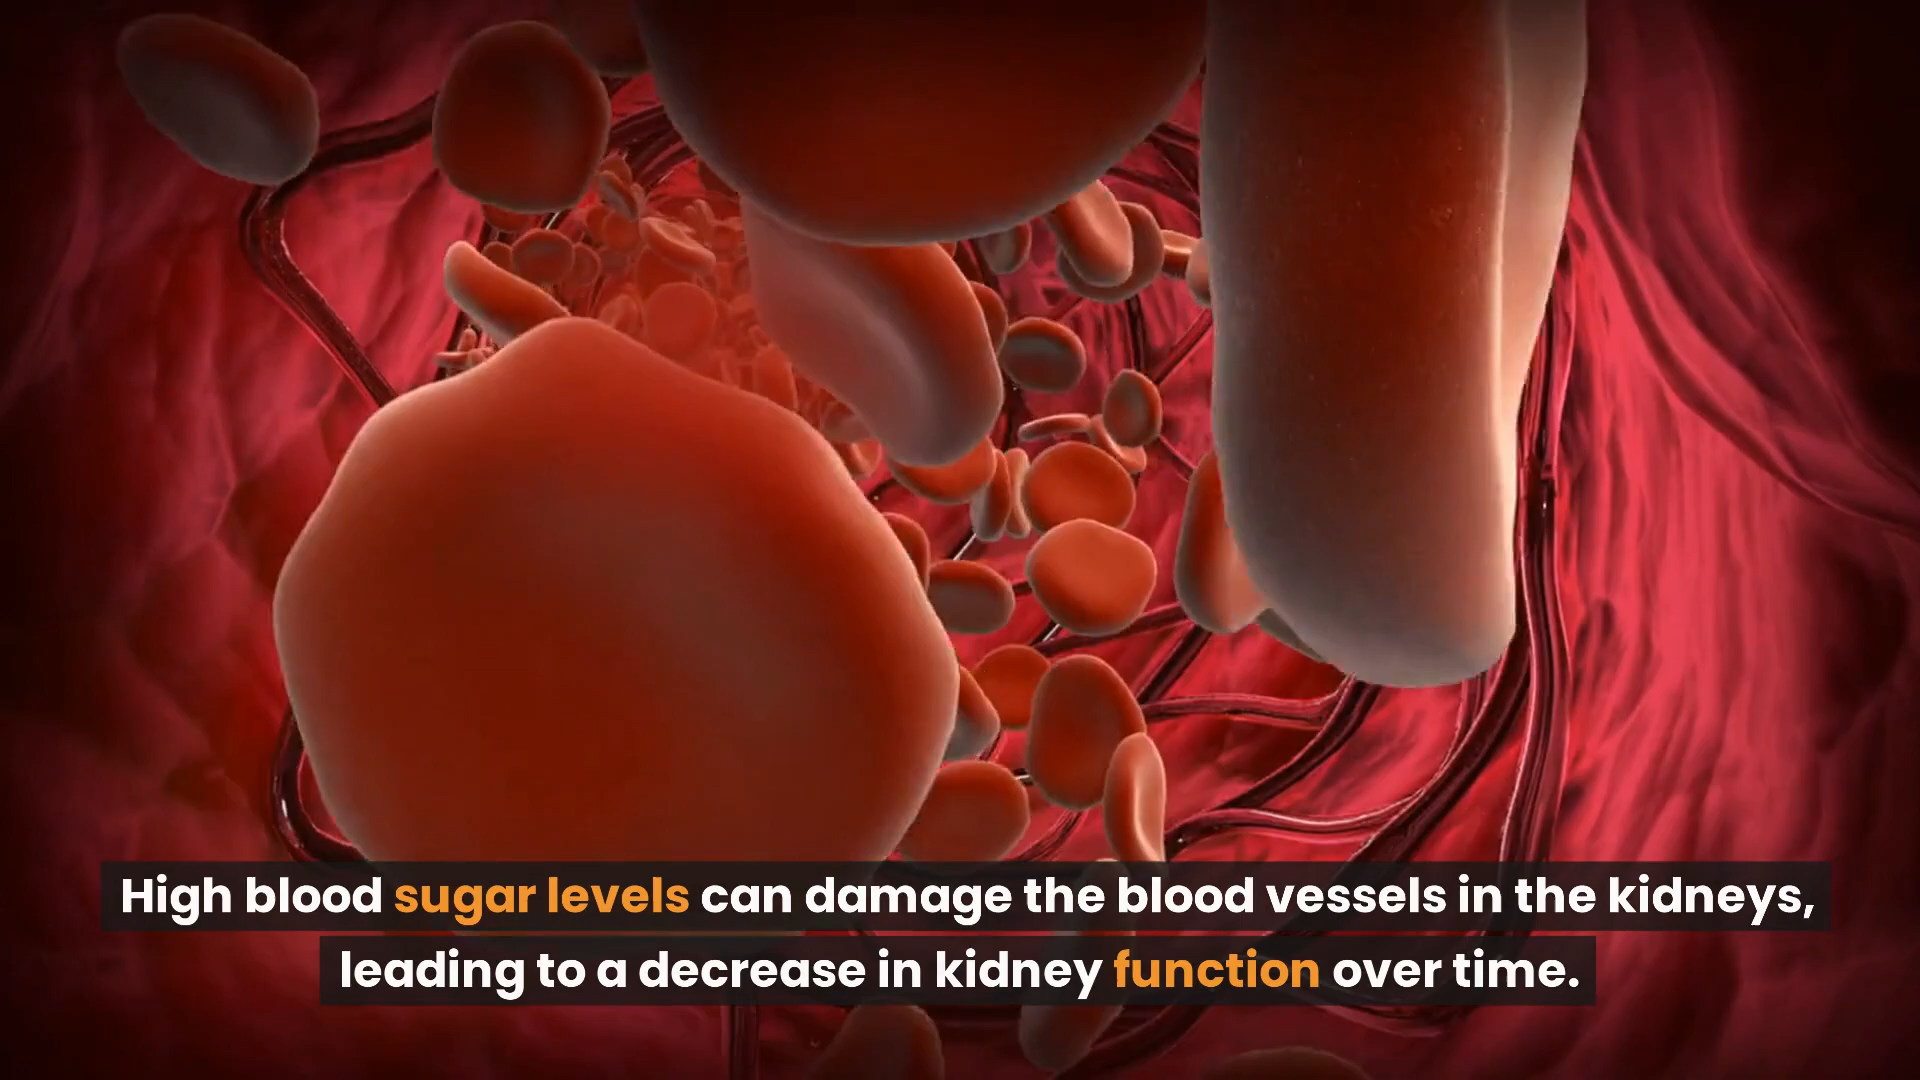 High blood sugar levels can damage the blood vessels in the kidneys,
leading to a decrease in kidney function over time.